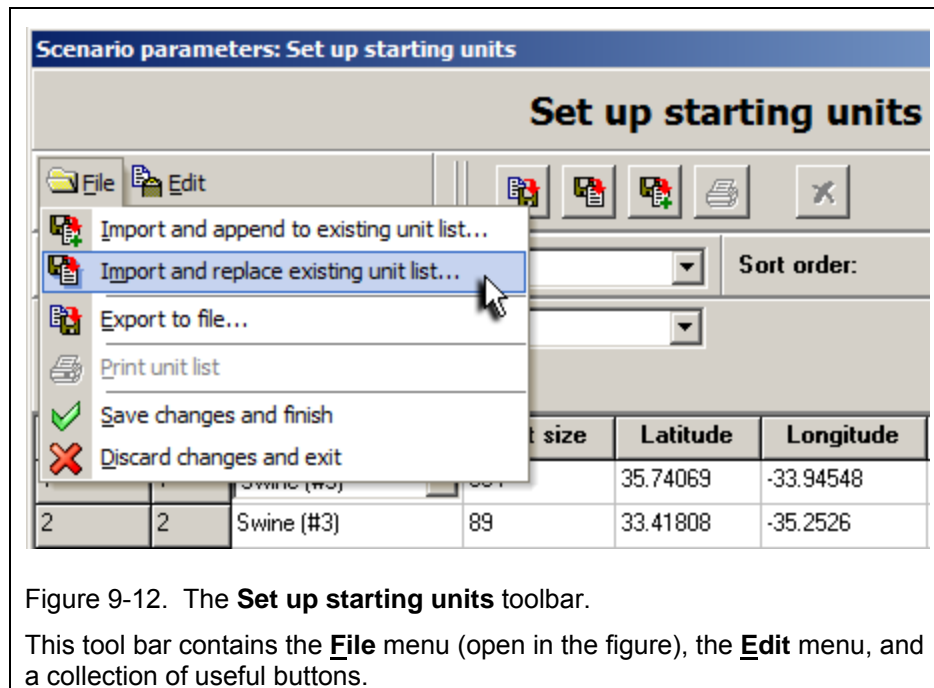 Scenario parameters: Set up starting units
Set up starting units
File Edit
Import and append to existing unit list...
Import and replace existing unit list...
Sort order:
Export to file...
Print unit list
Save changes and finish
Discard changes and exit
size Latitude Longitude
Swine (#3) 35.74069 -33.94548
2 2 Swine (#3) 89 33.41808 -35.2526
Figure 9-12. The Set up starting units toolbar.
This tool bar contains the File menu (open in the figure), the Edit menu, and
a collection of useful buttons.